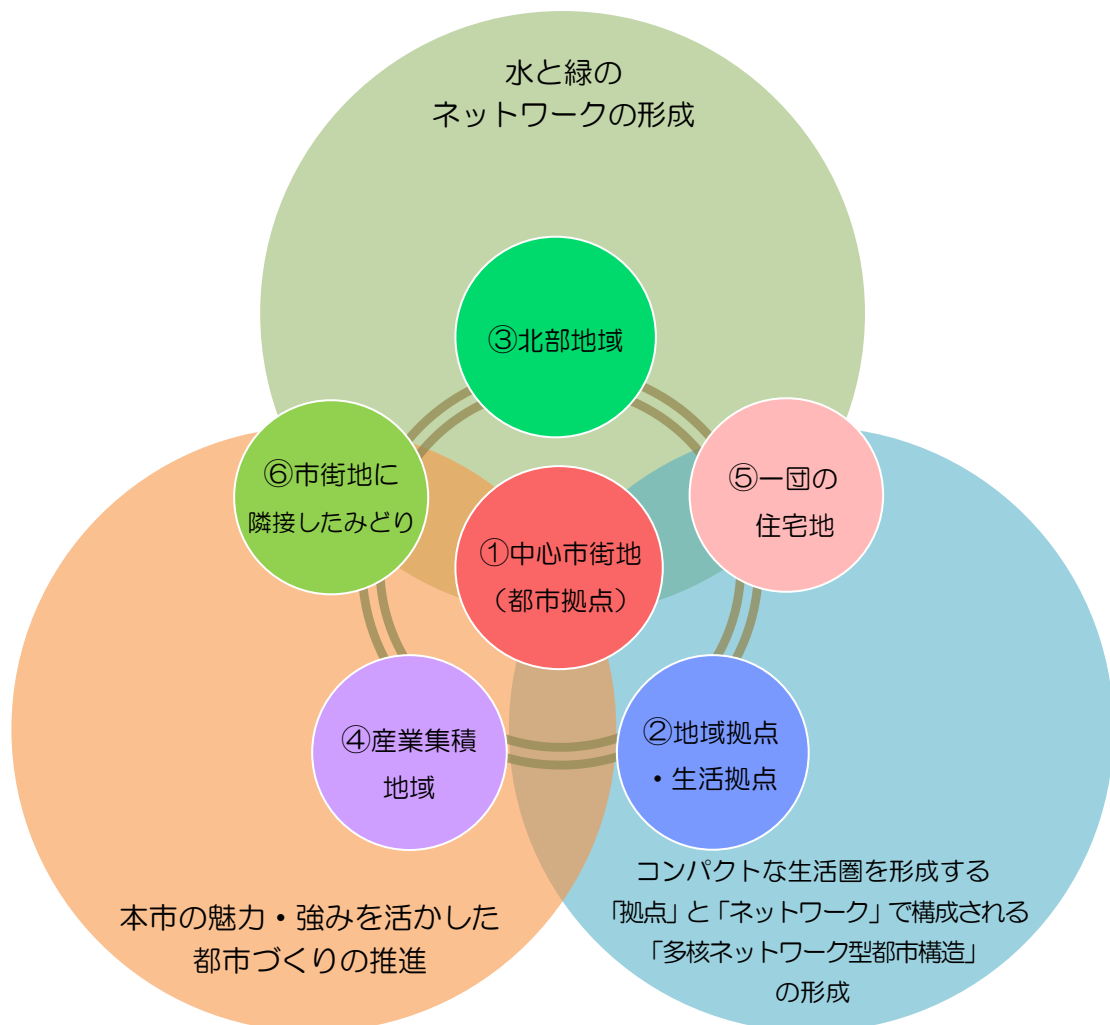 水と緑の
ネットワークの形成
③北部地域
⑥市街地に
隣接したみどり
⑤一団の
住宅地
①中心市街地
（都市拠点）
④産業集積
地域
②地域拠点
・生活拠点
本市の魅力・強みを活かした
都市づくりの推進
コンパクトな生活圏を形成する
「拠点」と「ネットワーク」で構成される
「多核ネットワーク型都市構造」
の形成